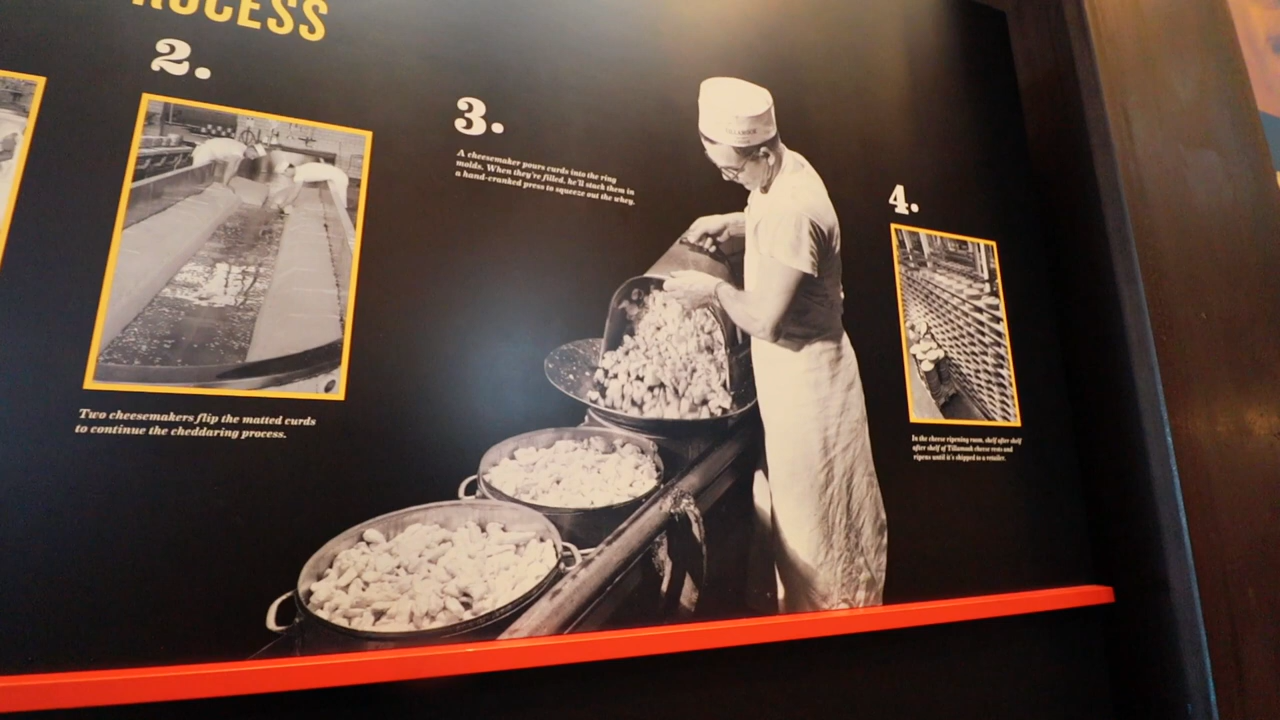 ROCESS
2.
Two cheesemakers flip the matted curds
to continue the cheddaring process.
3.
A cheesemaker pours curds into the ring
molds. When they're filled, he'll stack them in
a hand-cranked press to squeeze out the whey.
TILLAMOOK
4.
In the cheese ripening room, shelf after shelf
after shelf of Tillamook cheese rests and
ripens until it's shipped to a retailer.